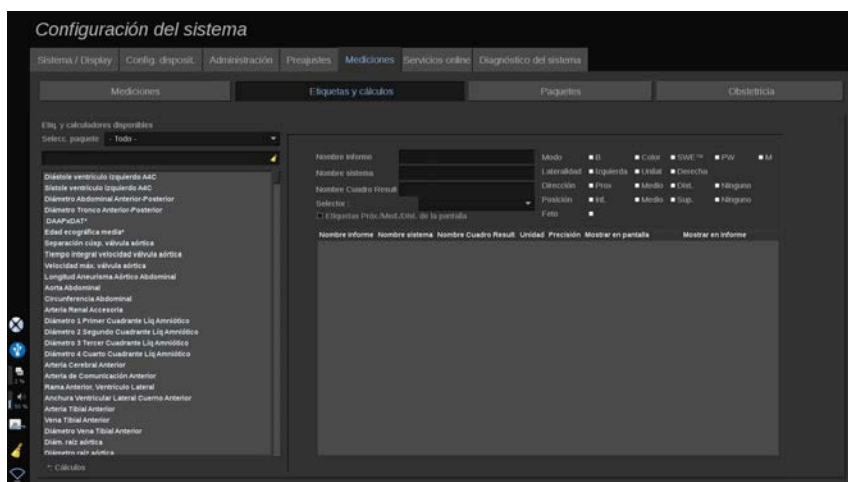 Configuración del sistema
Sistema / Display Config. disposit. Administración Preajustes Mediciones Servicios online Diagnóstico del sistema
Mediciones Etiquetas y cálculos Paquetes Obstetricia
Etiq. y calculadores disponibles
Selecc. paquete - Todo -
Diástole ventrículo izquierdo A4C
Sístole ventrículo izquierdo A4C
Diámetro Abdominal Anterior-Posterior
Diámetro Tronco Anterior-Posterior
DAAPxDAT*
Edad ecográfica media*
Separación cúsp. válvula aórtica
Tiempo integral velocidad válvula aórtica
Velocidad máx. válvula aórtica
Longitud Aneurisma Aórtico Abdominal
Aorta Abdominal
Circunferencia Abdominal
Arteria Renal Accesoria
Diámetro 1 Primer Cuadrante Líq Amniótico
Diámetro 2 Segundo Cuadrante Líq Amniótico
Diámetro 3 Tercer Cuadrante Líq Amniótico
Diámetro 4 Cuarto Cuadrante Líq Amniótico
Arteria Cerebral Anterior
Arteria de Comunicación Anterior
Rama Anterior, Ventrículo Lateral
Anchura Ventricular Lateral Cuerno Anterior
Arteria Tibial Anterior
Vena Tibial Anterior
Diámetro Vena Tibial Anterior
Diám. raíz aórtica
Diámetro raíz aórtica
*: Cálculos
Nombre Informe
Nombre sistema
Nombre Cuadro Result
Selector :
Etiquetas Próx./Med./Dist. de la pantalla
Modo B Color SWE™ PW M
Lateralidad Izquierda Unilat Derecha
Dirección Prox Medio Dist. Ninguno
Posición Inf. Medio Sup. Ninguno
Feto
Nombre informe Nombre sistema Nombre Cuadro Result. Unidad Precisión Mostrar en pantalla Mostrar en informe